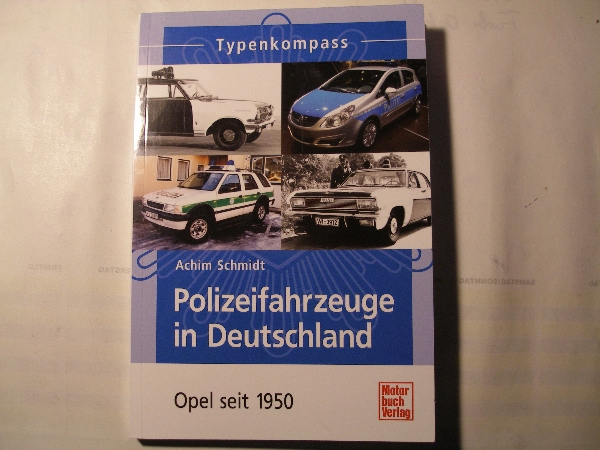 Typenkompass
Achim Schmidt
Polizeifahrzeuge
in Deutschland
Opel seit 1950
Motor
buch
Verlag